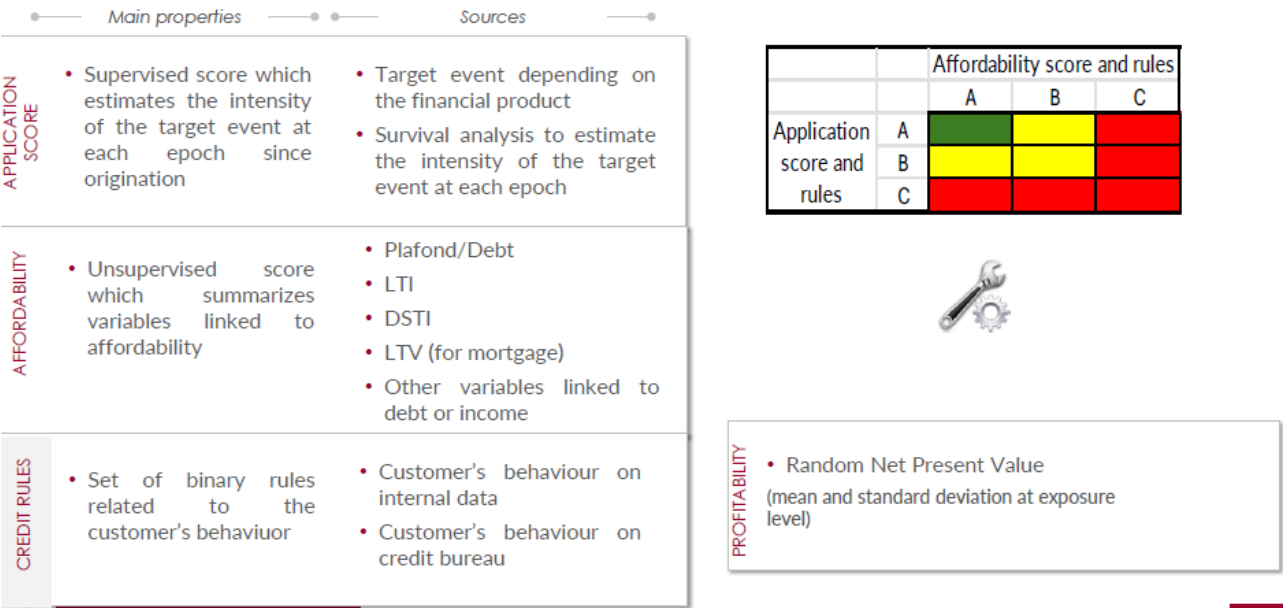 Main properties
Sources
APPLICATION
SCORE
• Supervised score which
estimates the intensity
of the target event at
each epoch since
origination
• Target event depending on
the financial product
• Survival analysis to estimate
the intensity of the target
event at each epoch
AFFORDABILITY
• Unsupervised score
which summarizes
variables linked to
affordability
• Plafond/Debt
• LTI
• DSTI
• LTV (for mortgage)
• Other variables linked to
debt or income
CREDIT RULES
• Set of binary rules
related to the
customer's behaviuor
• Customer's behaviour on
internal data
• Customer's behaviour on
credit bureau
Affordability score and rules
A B C
Application
score and
rules
A
B
C
PROFITABILITY
• Random Net Present Value
(mean and standard deviation at exposure
level)